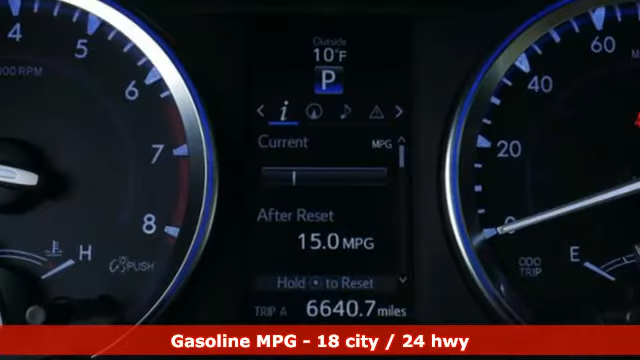 Outside
10°F
P
i
Current MPG
After Reset
15.0 MPG
Hold to Reset
TRIP A 6640.7 miles
4
5
6
7
8
H
PUSH
60
40
20
0
ODO
TRIP
E
Gasoline MPG - 18 city / 24 hwy